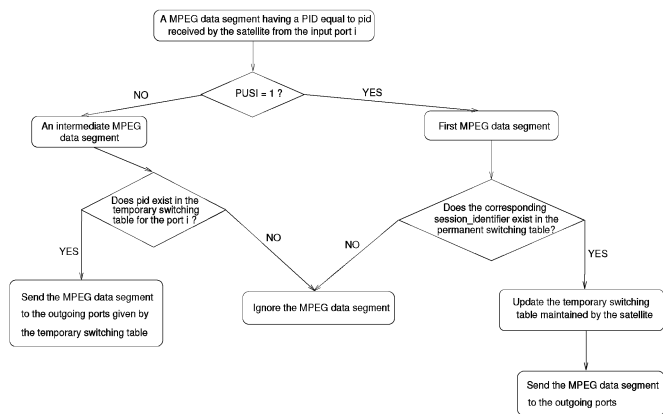 A MPEG data segment having a PID equal to pid
received by the satellite from the input port i
PUSI = 1 ?
NO
YES
An intermediate MPEG
data segment
First MPEG data segment
Does pid exist in the
temporary switching
table for the port i ?
Does the corresponding
session_identifier exist in the
permanent switching table?
YES
NO
NO
YES
Send the MPEG data segment
to the outgoing ports given by
the temporary switching table
Ignore the MPEG data segment
Update the temporary switching
table maintained by the satellite
Send the MPEG data segment
to the outgoing ports